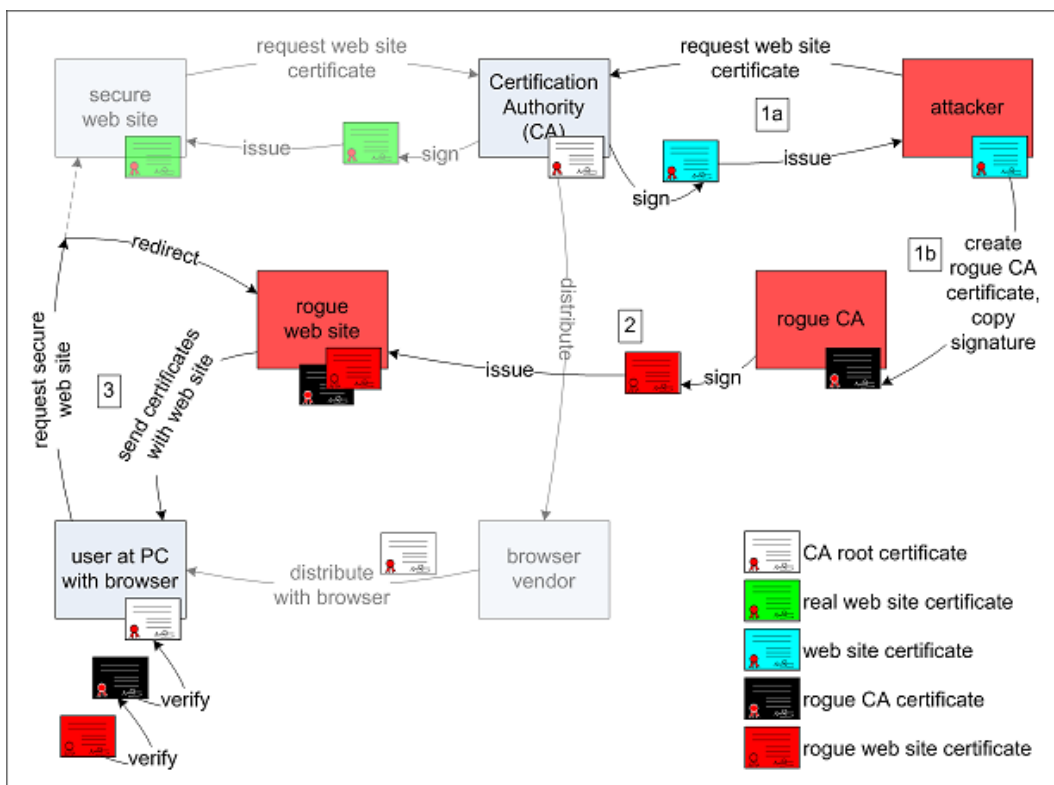 request web site
certificate
request web site
certificate
secure
web site
Certification
Authority
(CA)
attacker
1a
issue
sign
issue
sign
redirect
1b
create
rogue CA
certificate,
copy
signature
rogue
web site
distribute
2
rogue CA
issue
sign
request secure
web site
3
send certificates
with web site
user at PC
with browser
distribute
with browser
browser
vendor
CA root certificate
real web site certificate
web site certificate
rogue CA certificate
rogue web site certificate
verify
verify